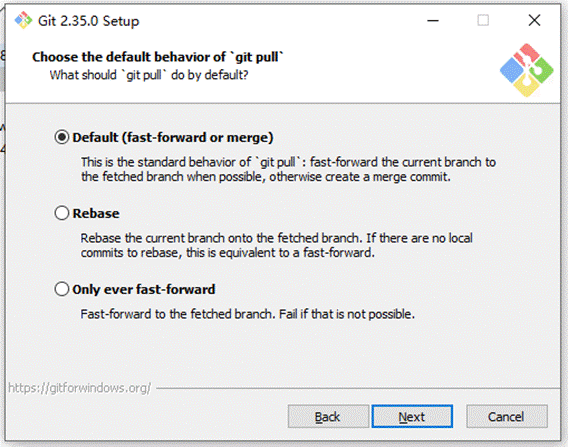 Git 2.35.0 Setup
Choose the default behavior of `git pull`
What should `git pull` do by default?
Default (fast-forward or merge)
This is the standard behavior of `git pull`: fast-forward the current branch to
the fetched branch when possible, otherwise create a merge commit.
Rebase
Rebase the current branch onto the fetched branch. If there are no local
commits to rebase, this is equivalent to a fast-forward.
Only ever fast-forward
Fast-forward to the fetched branch. Fail if that is not possible.
https://gitforwindows.org/
Back Next Cancel